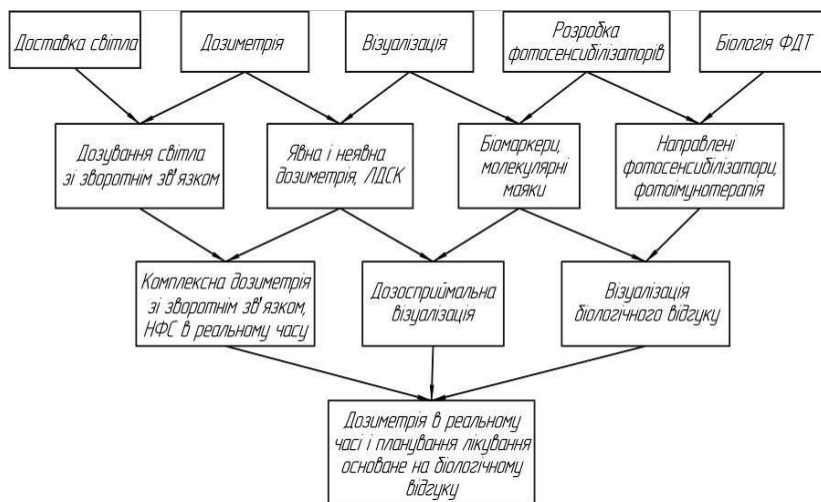 Доставка світла
Дозиметрія
Візуалізація
Розробка
фотосенсибілізаторів
Біологія ФДТ
Дозування світла
зі зворотнім зв'язком
Явна і неявна
дозиметрія, ЛДСК
Біомаркери,
молекулярні
маяки
Направлені
фотосенсибілізатори,
фотоімунотерапія
Комплексна дозиметрія
зі зворотнім зв'язком,
НФС в реальному часу
Дозосприймальна
візуалізація
Візуалізація
біологічного відгуку
Дозиметрія в реальному
часі і планування лікування
основане на біологічному
відгуку